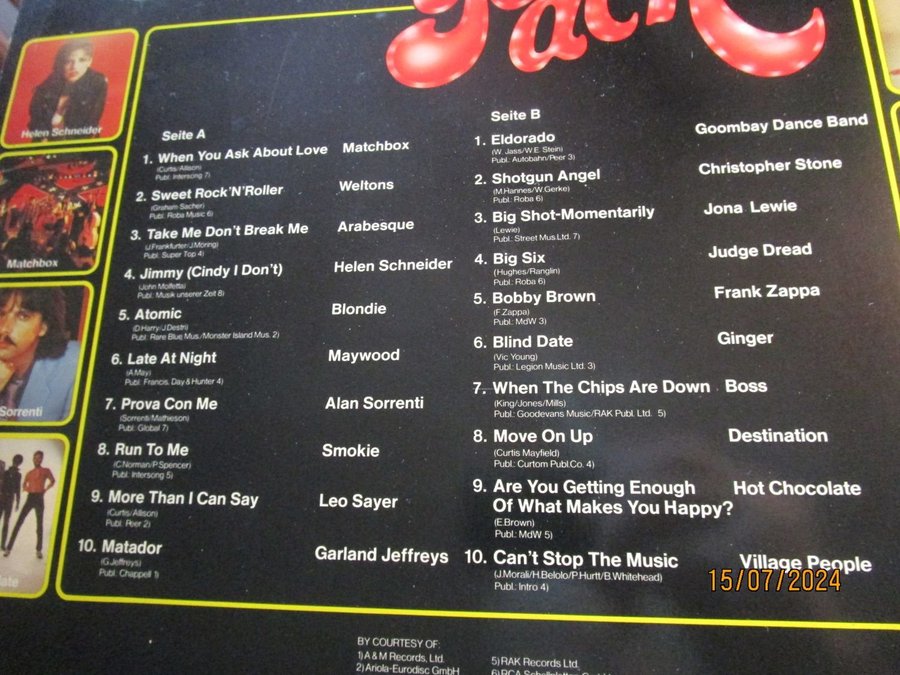 Pack
Helen Schneider
Matchbox
Sorrenti
Seite A
1. When You Ask About Love Matchbox
(Curtis/Allison)
Publ. Intersong 7)
2. Sweet Rock'N'Roller Weltons
(Graham Sacher)
Publ. Roba Music 6)
3. Take Me Don't Break Me Arabesque
(J.Frankfurter/J.Moring)
Publ. Super Top 4)
4. Jimmy (Cindy I Don't) Helen Schneider
(John Molfetta)
Publ.: Musik unserer Zeit 8)
5. Atomic Blondie
(D.Harry/J.Destri)
Publ.: Rare Blue Mus./Monster Island Mus. 2)
6. Late At Night Maywood
(A.May)
Publ.: Francis, Day & Hunter 4)
7. Prova Con Me Alan Sorrenti
(Sorrenti/Mathieson)
Publ.: Global 7)
8. Run To Me Smokie
(C.Norman/P.Spencer)
Publ.: Intersong 5)
9. More Than I Can Say Leo Sayer
(Curtis/Allison)
Publ. Peer 2)
10. Matador Garland Jeffreys
(G.Jeffreys)
Publ.: Chappell 1)
Seite B
1. Eldorado Goombay Dance Band
(W. Jass/W.E. Stein)
Publ.: Autobahn/Peer 3)
2. Shotgun Angel Christopher Stone
(M.Hannes/W.Gerke)
Publ.: Roba 6)
3. Big Shot-Momentarily Jona Lewie
(Lewie)
Publ.: Street Mus.Ltd. 7)
4. Big Six Judge Dread
(Hughes/Ranglin)
Publ.: Roba 6)
5. Bobby Brown Frank Zappa
(F.Zappa)
Publ.: MdW 3)
6. Blind Date Ginger
(Vic Young)
Publ.: Legion Music Ltd. 3)
7. When The Chips Are Down Boss
(King/Jones/Mills)
Publ.: Goodevans Music/RAK Publ. Ltd. 5)
8. Move On Up Destination
(Curtis Mayfield)
Publ.: Curtom Publ.Co. 4)
9. Are You Getting Enough Hot Chocolate
Of What Makes You Happy?
(E.Brown)
Publ.: MdW 5)
10. Can't Stop The Music Village People
(J.Morali/H.Belolo/P.Hurtt/B.Whitehead)
Publ.: Intro 4)
15/07/2024
BY COURTESY OF:
1) A & M Records, Ltd.
2) Ariola-Eurodisc GmbH
5) RAK Records Ltd.
6) RCA Schallplatten